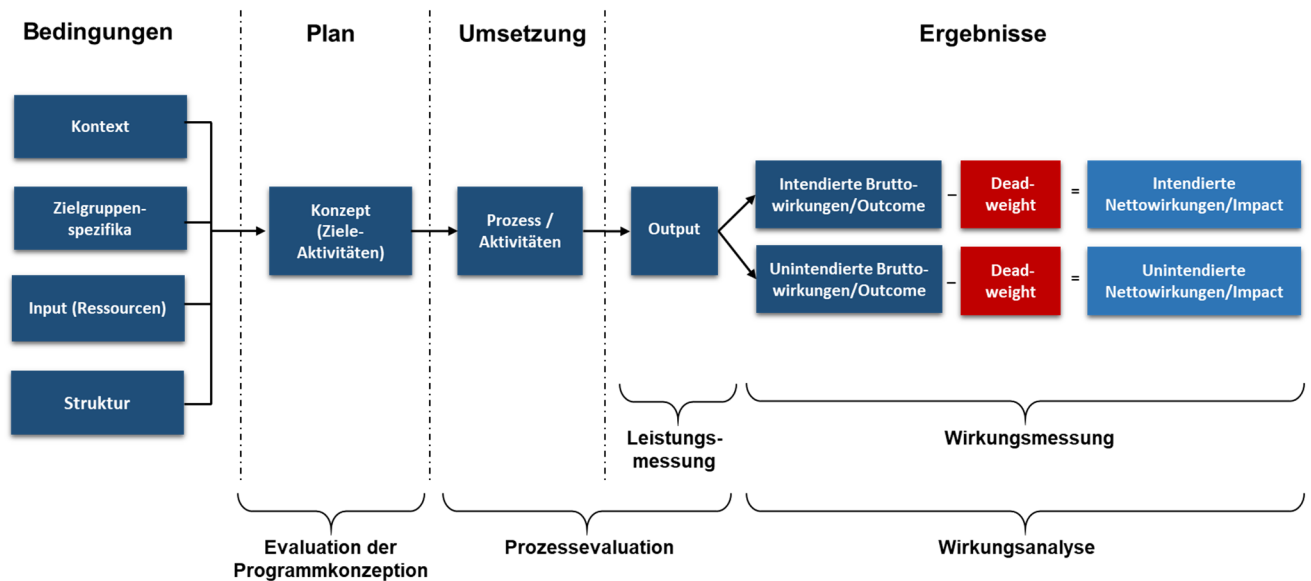 Bedingungen
Plan
Umsetzung
Ergebnisse
Kontext
Zielgruppen-
spezifika
Input (Ressourcen)
Struktur
Konzept
(Ziele-
Aktivitäten)
Prozess /
Aktivitäten
Output
Intendierte Brutto-
wirkungen/Outcome
–
Dead-
weight
=
Intendierte
Nettowirkungen/Impact
Unintendierte Brutto-
wirkungen/Outcome
–
Dead-
weight
=
Unintendierte
Nettowirkungen/Impact
Leistungs-
messung
Wirkungsmessung
Evaluation der
Programmkonzeption
Prozessevaluation
Wirkungsanalyse